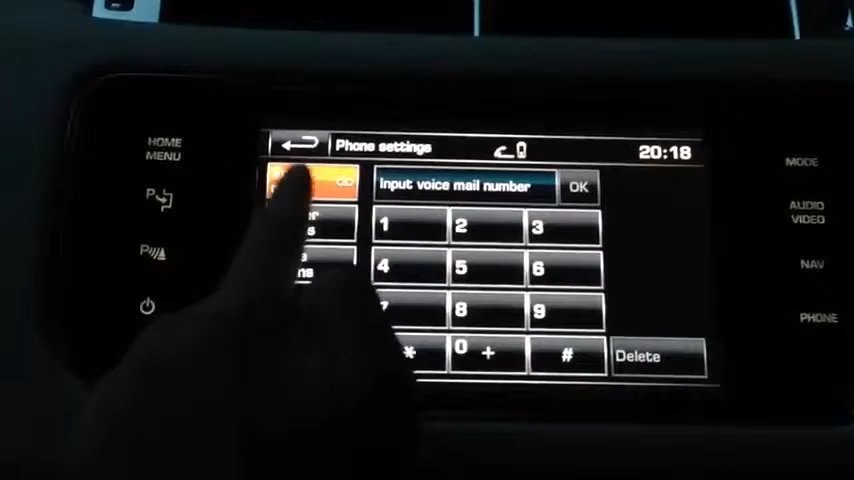 HOME
MENU
Phone settings
20:18
MODE
Input voice mail number
OK
AUDIO
VIDEO
1
2
3
4
5
6
NAV
8
9
PHONE
*
0 +
#
Delete